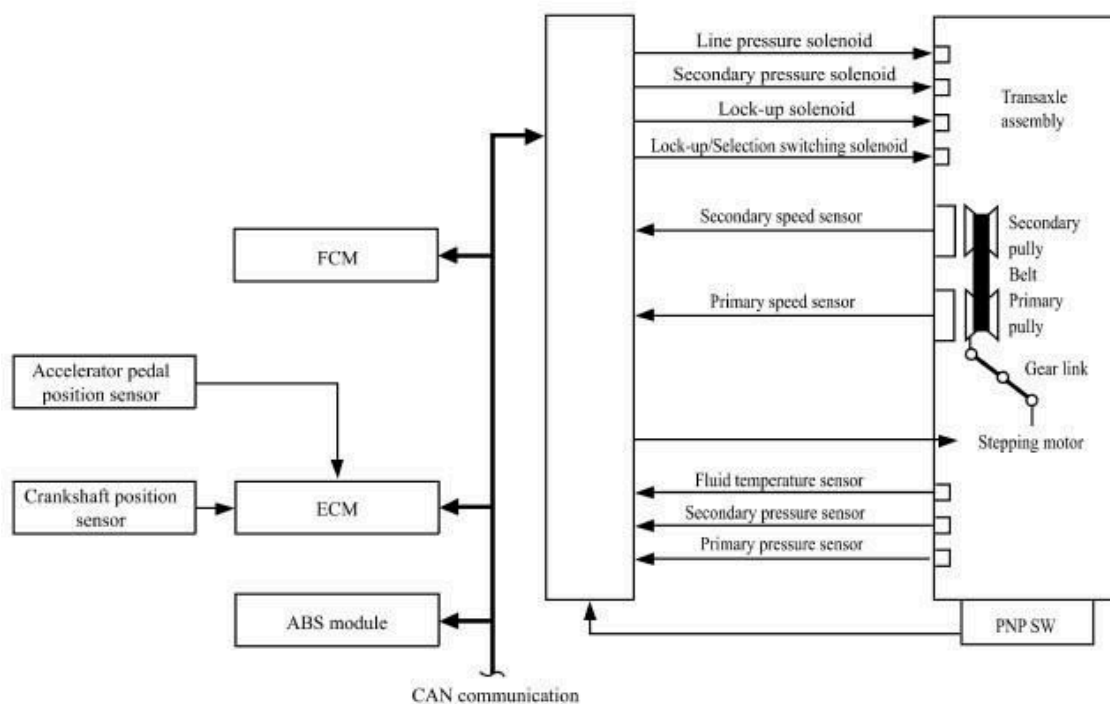 Line pressure solenoid
Secondary pressure solenoid
Lock-up solenoid
Lock-up/Selection switching solenoid
Transaxle
assembly
Secondary speed sensor
Secondary
pully
Belt
FCM
Primary speed sensor
Primary
pully
Accelerator pedal
position sensor
Gear link
Stepping motor
Crankshaft position
sensor
ECM
Fluid temperature sensor
Secondary pressure sensor
Primary pressure sensor
ABS module
PNP SW
CAN communication